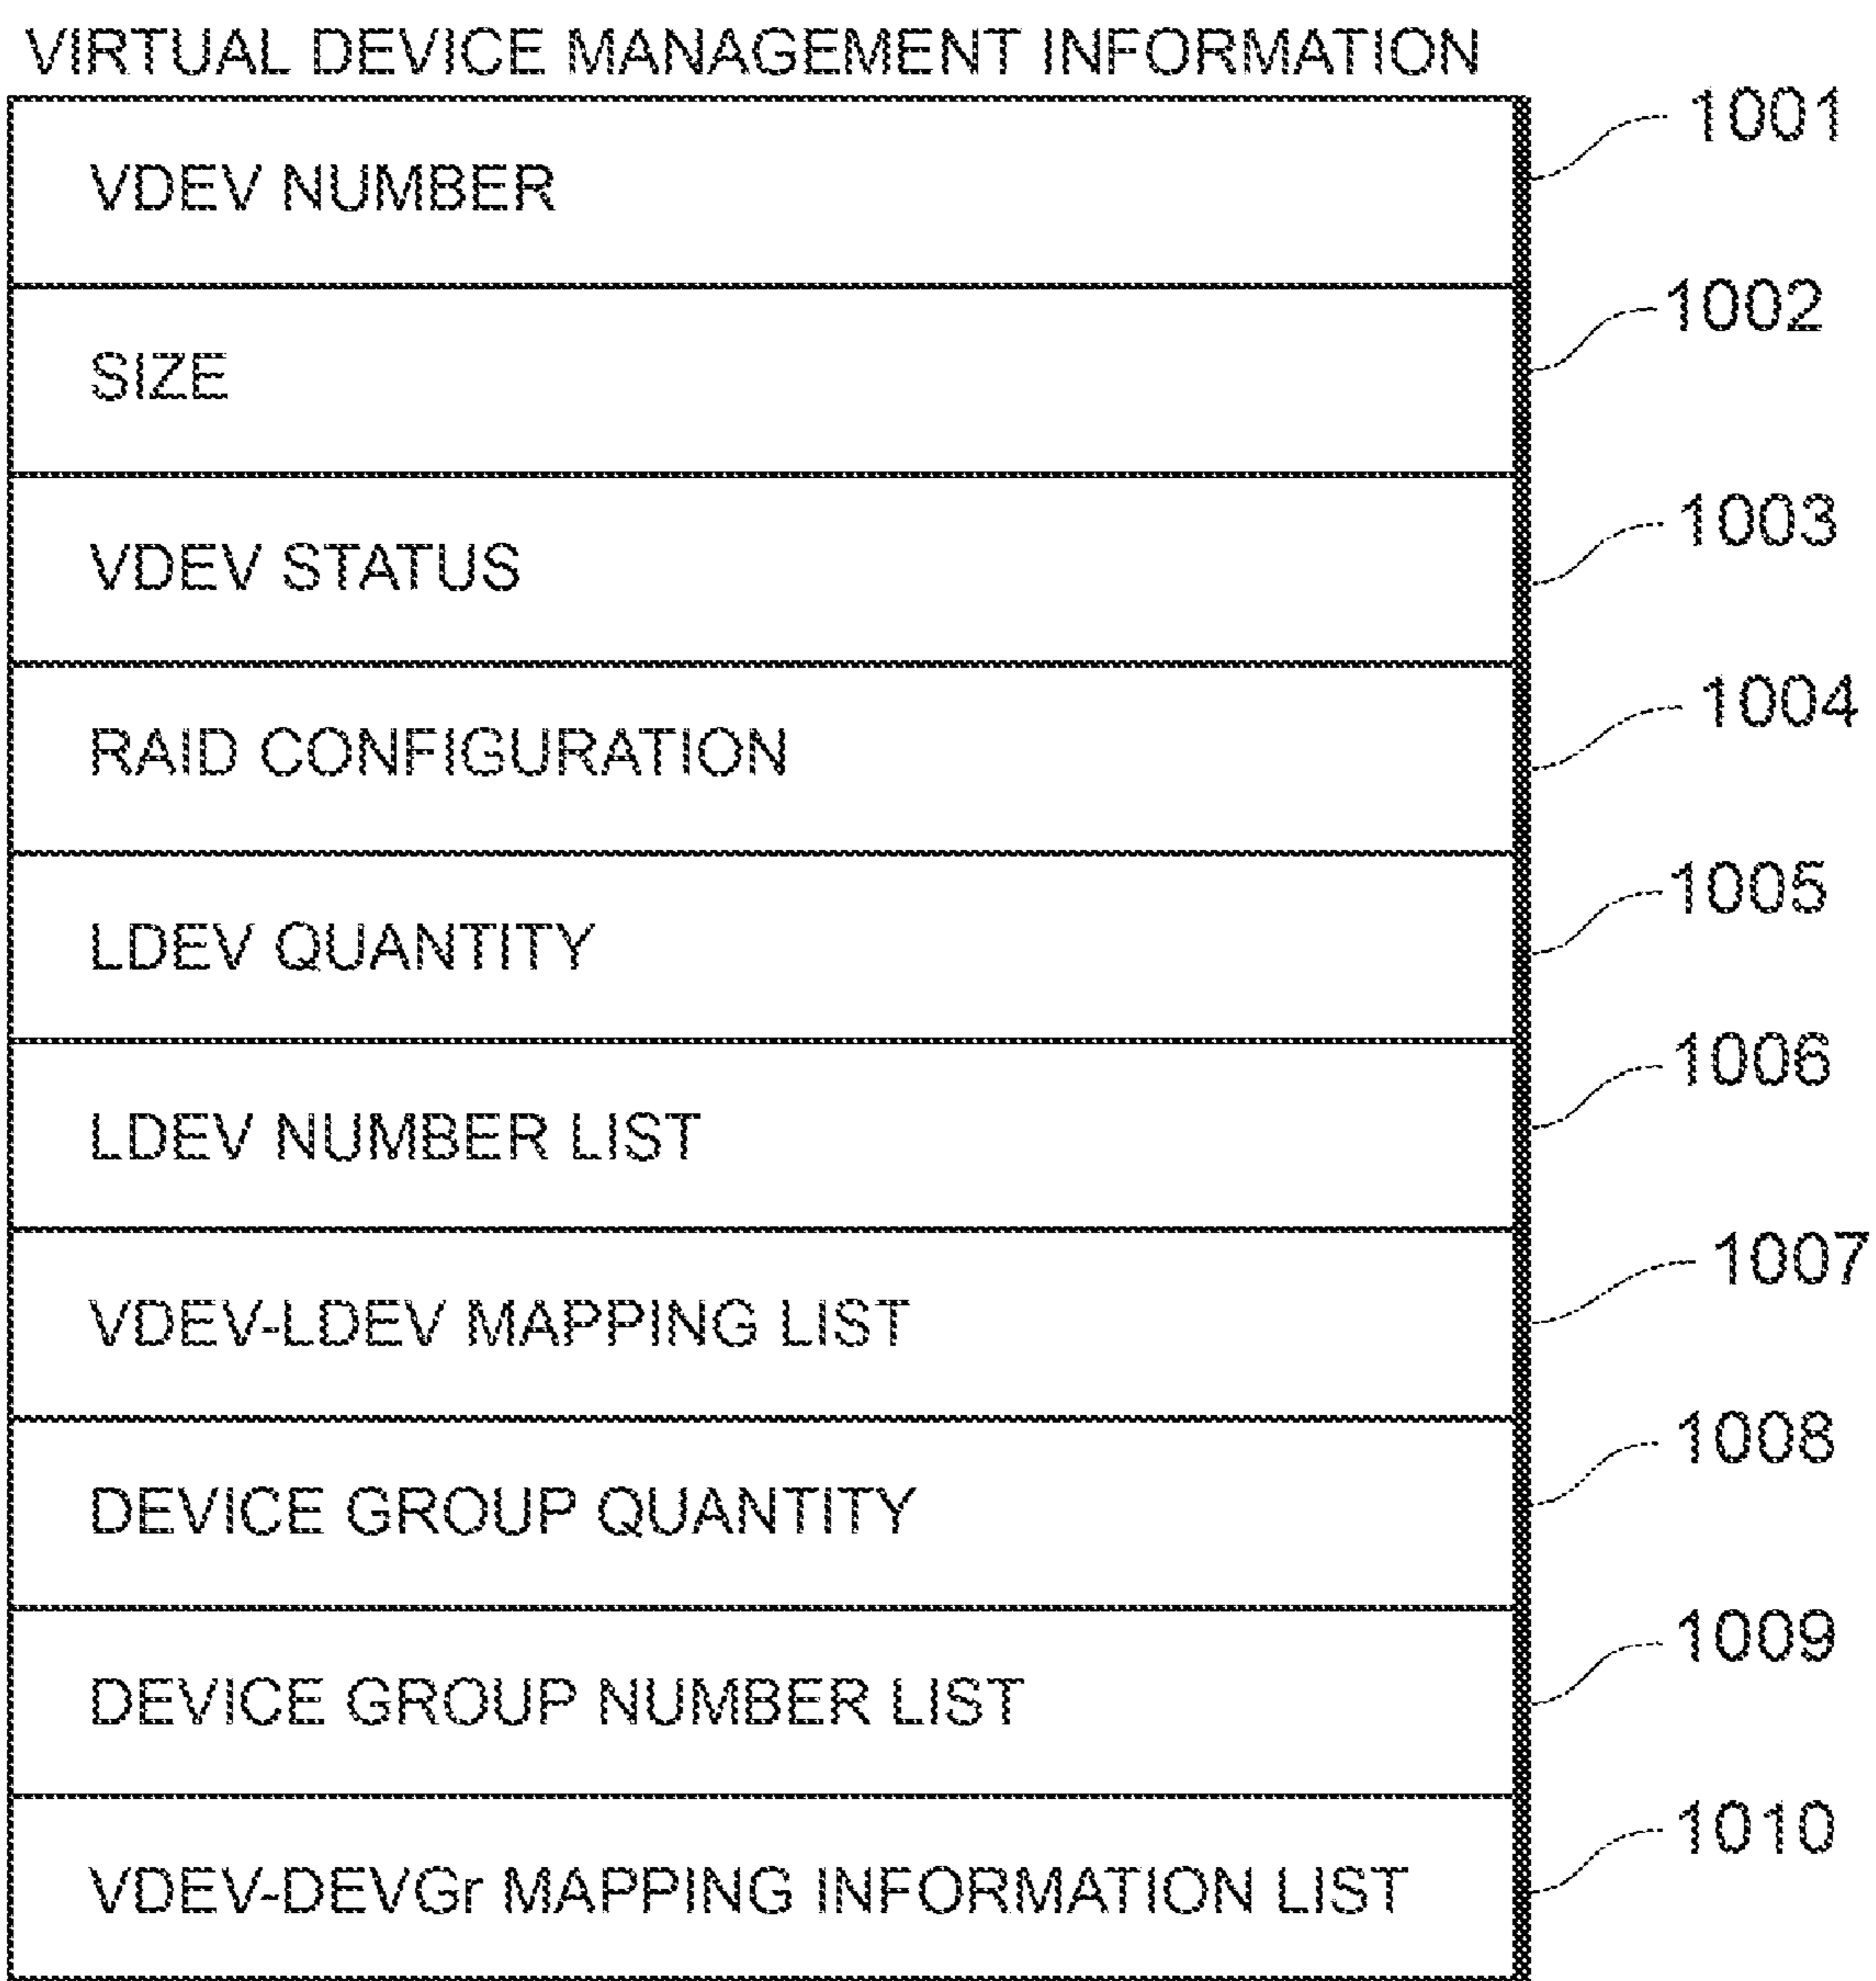 VIRTUAL DEVICE MANAGEMENT INFORMATION
VDEV NUMBER 1001
SIZE 1002
VDEV STATUS 1003
RAID CONFIGURATION 1004
LDEV QUANTITY 1005
LDEV NUMBER LIST 1006
VDEV-LDEV MAPPING LIST 1007
DEVICE GROUP QUANTITY 1008
DEVICE GROUP NUMBER LIST 1009
VDEV-DEVGr MAPPING INFORMATION LIST 1010